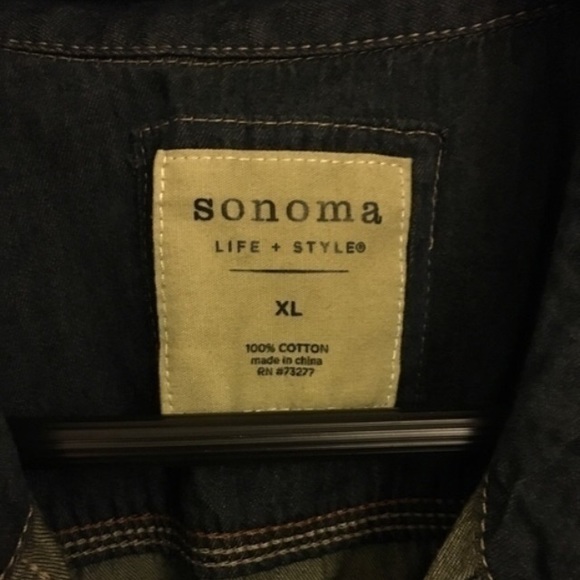 sonoma
LIFE + STYLE®
XL
100% COTTON
made in china
RN #73277